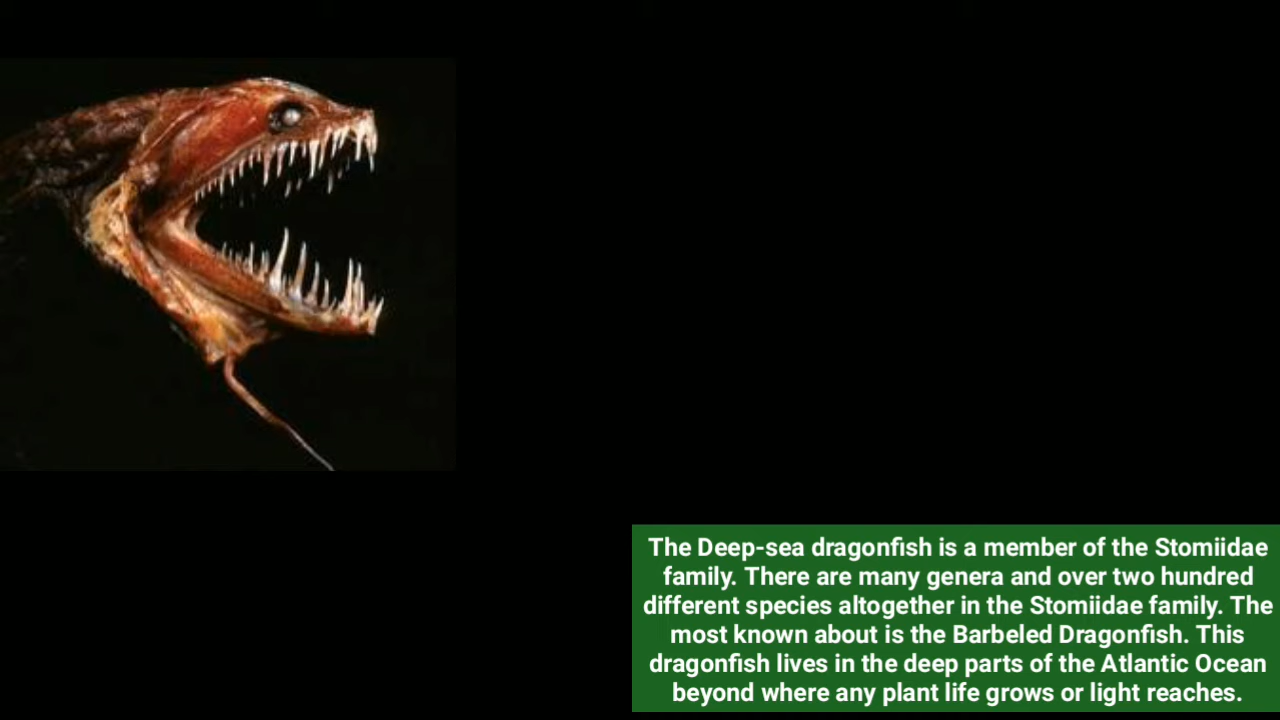 The Deep-sea dragonfish is a member of the Stomiidae
family. There are many genera and over two hundred
different species altogether in the Stomiidae family. The
most known about is the Barbeled Dragonfish. This
dragonfish lives in the deep parts of the Atlantic Ocean
beyond where any plant life grows or light reaches.